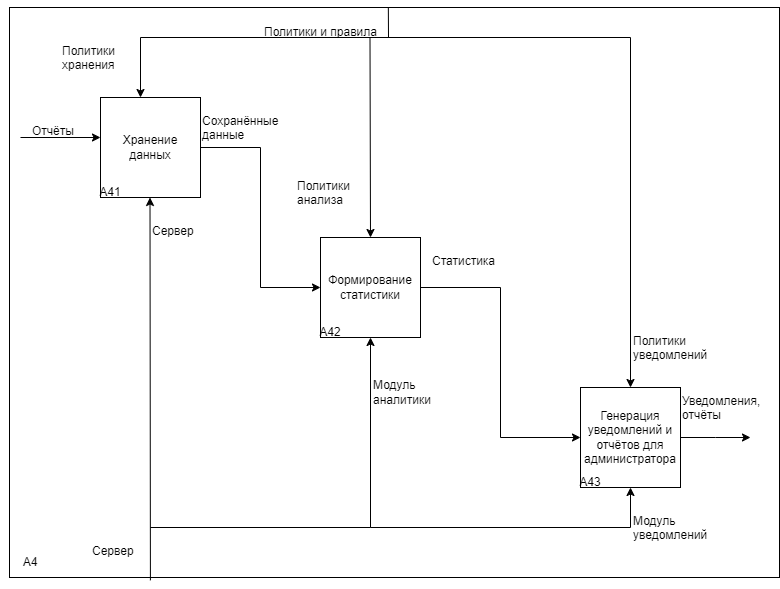 Политики и правила
Политики
хранения
Отчёты
Хранение
данных
A41
Сохранённые
данные
Сервер
Политики
анализа
Формирование
статистики
A42
Статистика
Модуль
аналитики
Политики
уведомлений
Генерация
уведомлений и
отчётов для
администратора
A43
Уведомления,
отчёты
Модуль
уведомлений
Сервер
A4